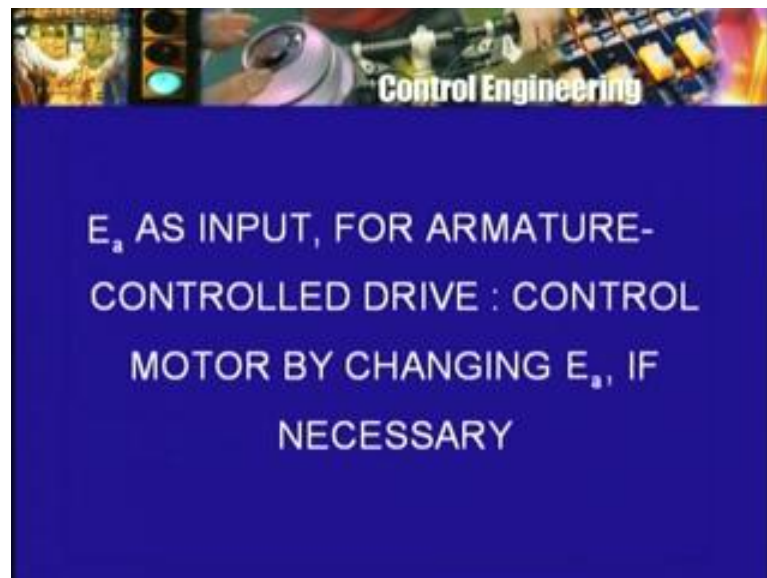 Control Engineering
Eₐ AS INPUT, FOR ARMATURE-
CONTROLLED DRIVE : CONTROL
MOTOR BY CHANGING Eₐ, IF
NECESSARY